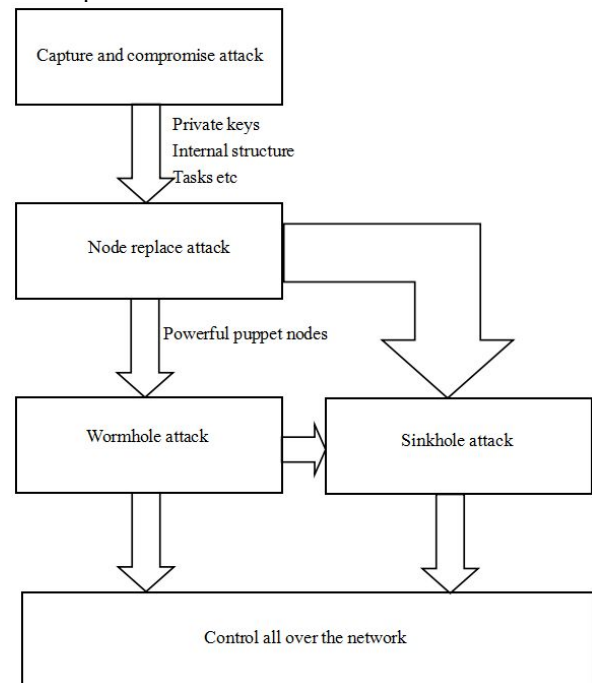 Capture and compromise attack
Private keys
Internal structure
Tasks etc
Node replace attack
Powerful puppet nodes
Wormhole attack
Sinkhole attack
Control all over the network